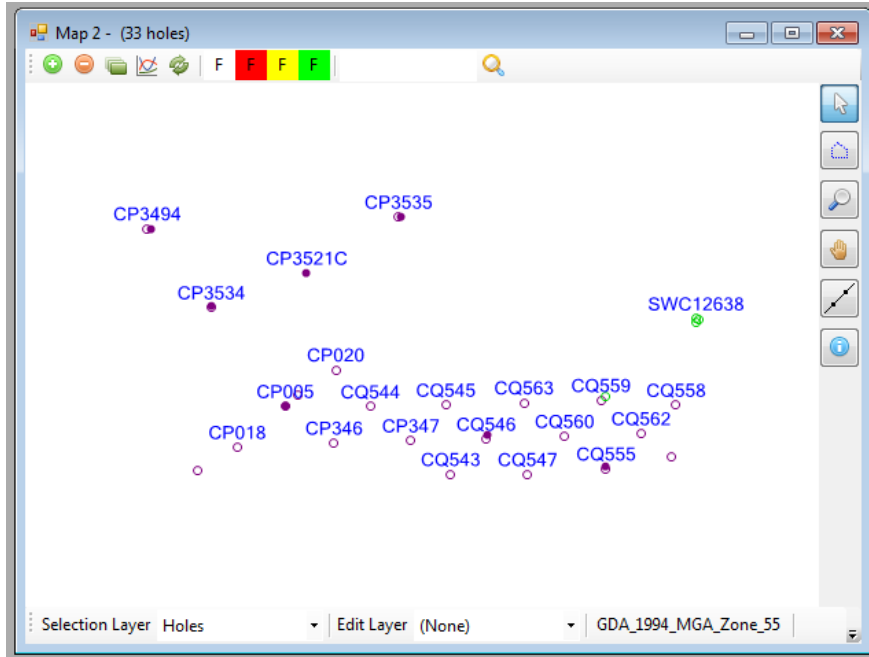 Map 2 - (33 holes)
F F F F
CP3535
CP3494
CP3521C
CP3534
SWC12638
CP020
CP005 CQ544 CQ545 CQ563 CQ559 CQ558
CP018 CP346 CP347 CQ546 CQ560 CQ562
CQ543 CQ547 CQ555
Selection Layer Holes Edit Layer (None) GDA_1994_MGA_Zone_55